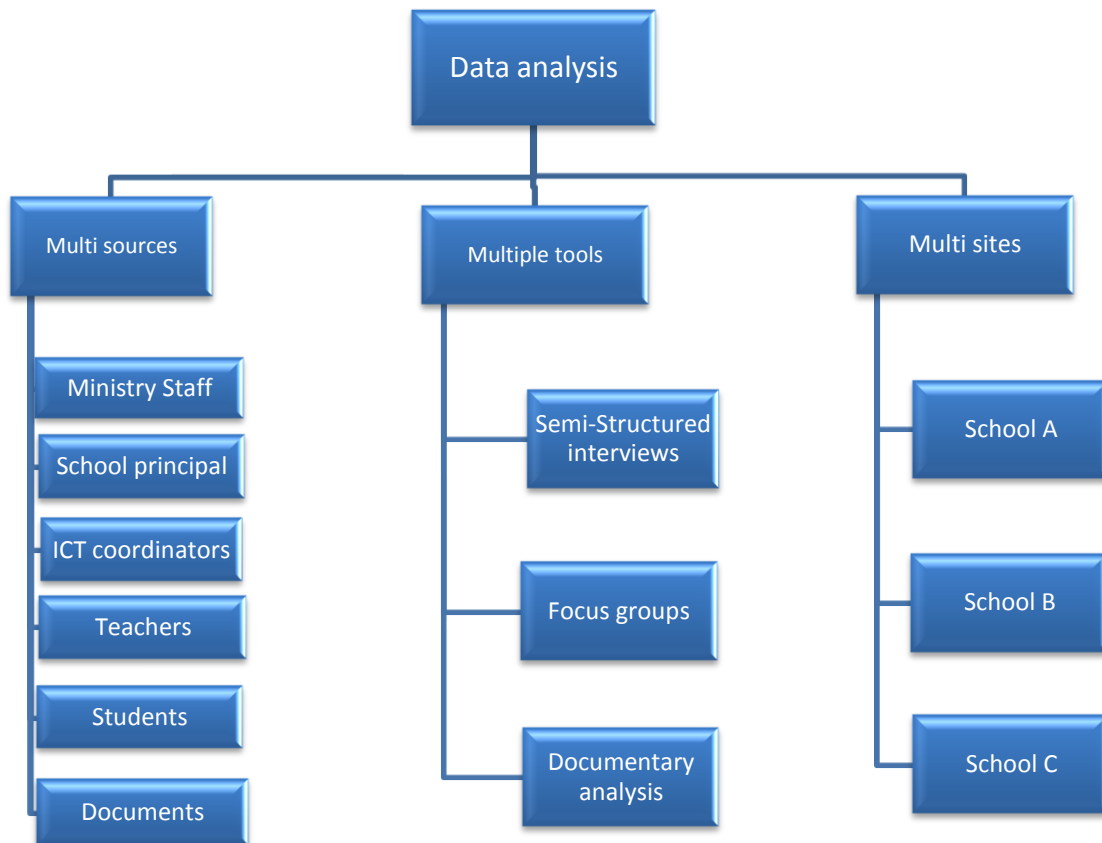 Data analysis
Multi sources
Ministry Staff
School principal
ICT coordinators
Teachers
Students
Documents
Multiple tools
Semi-Structured
interviews
Focus groups
Documentary
analysis
Multi sites
School A
School B
School C